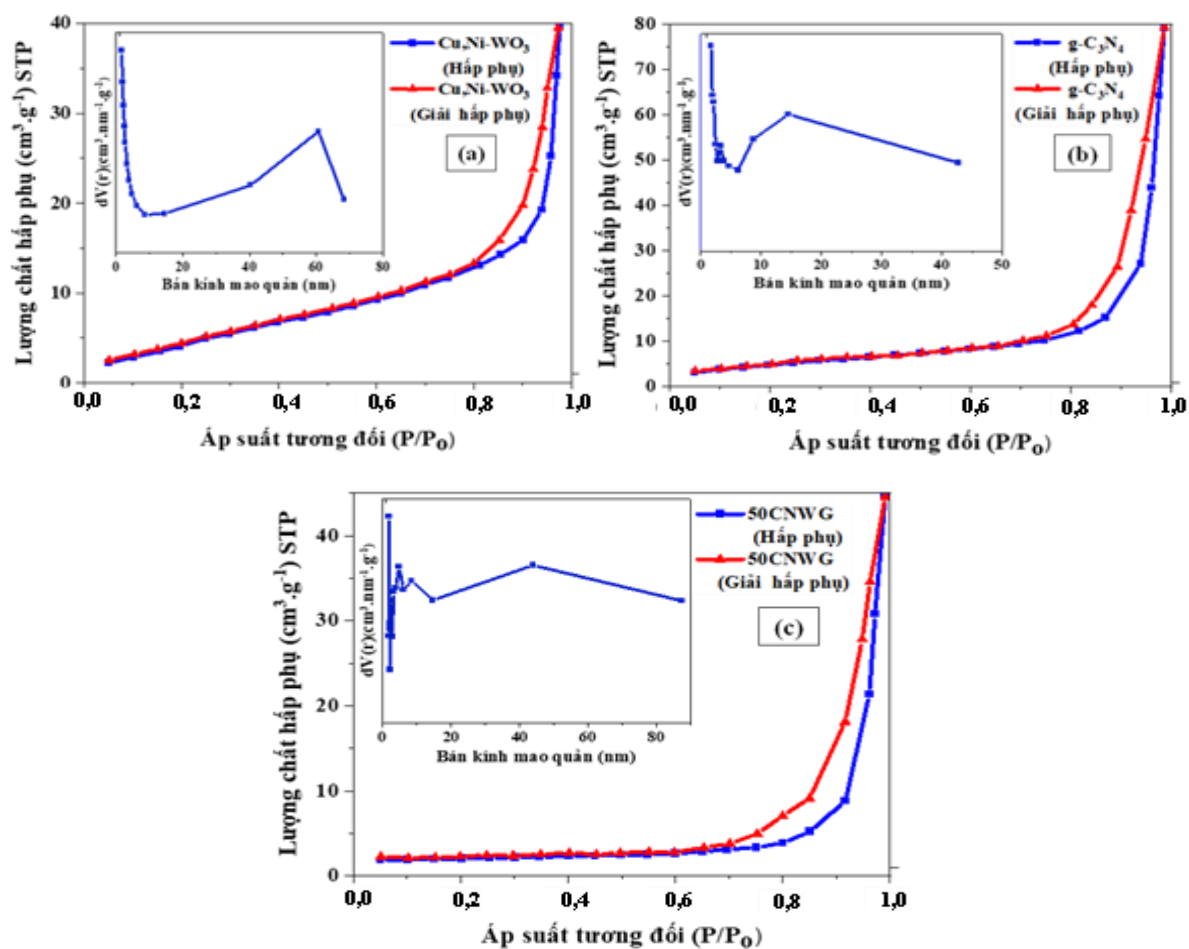 Lượng chất hấp phụ (cm³.g⁻¹) STP
40
30
20
10
0
0,0 0,2 0,4 0,6 0,8 1,0
Áp suất tương đối (P/P₀)
Cu,Ni-WO₃
(Hấp phụ)
Cu,Ni-WO₃
(Giải hấp phụ)
(a)
dV(r)(cm³.nm⁻¹.g⁻¹)
0 20 40 60 80
Bán kính mao quản (nm)
Lượng chất hấp phụ (cm³.g⁻¹) STP
80
70
60
50
40
30
20
10
0
0,0 0,2 0,4 0,6 0,8 1,0
Áp suất tương đối (P/P₀)
g-C₃N₄
(Hấp phụ)
g-C₃N₄
(Giải hấp phụ)
(b)
dV(r)(cm³.nm⁻¹.g⁻¹)
0 10 20 30 40 50
Bán kính mao quản (nm)
Lượng chất hấp phụ (cm³.g⁻¹) STP
40
30
20
10
0
0,0 0,2 0,4 0,6 0,8 1,0
Áp suất tương đối (P/P₀)
50CNWG
(Hấp phụ)
50CNWG
(Giải hấp phụ)
(c)
dV(r)(cm³.nm⁻¹.g⁻¹)
0 20 40 60 80
Bán kính mao quản (nm)